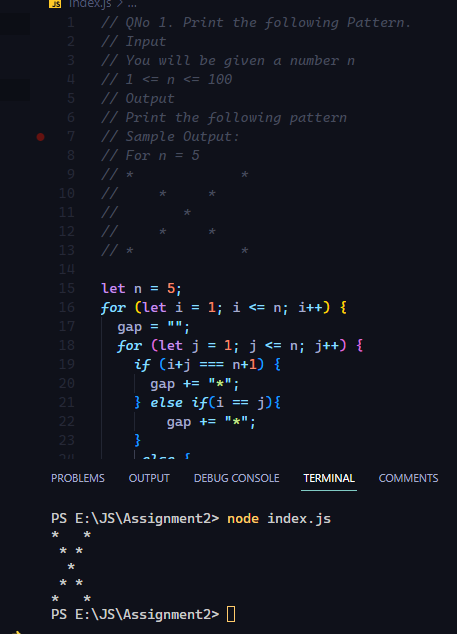 JS index.js > ...
1 // QNo 1. Print the following Pattern.
2 // Input
3 // You will be given a number n
4 // 1 <= n <= 100
5 // Output
6 // Print the following pattern
7 // Sample Output:
8 // For n = 5
9 // *             *
10 //     *     *
11 //        *
12 //     *     *
13 // *             *
14
15 let n = 5;
16 for (let i = 1; i <= n; i++) {
17   gap = "";
18   for (let j = 1; j <= n; j++) {
19     if (i+j === n+1) {
20       gap += "*";
21     } else if(i == j){
22         gap += "*";
23     }
24      else {
PROBLEMS OUTPUT DEBUG CONSOLE TERMINAL COMMENTS
PS E:\JS\Assignment2> node index.js
*   *
 * *
  *
 * *
*   *
PS E:\JS\Assignment2>